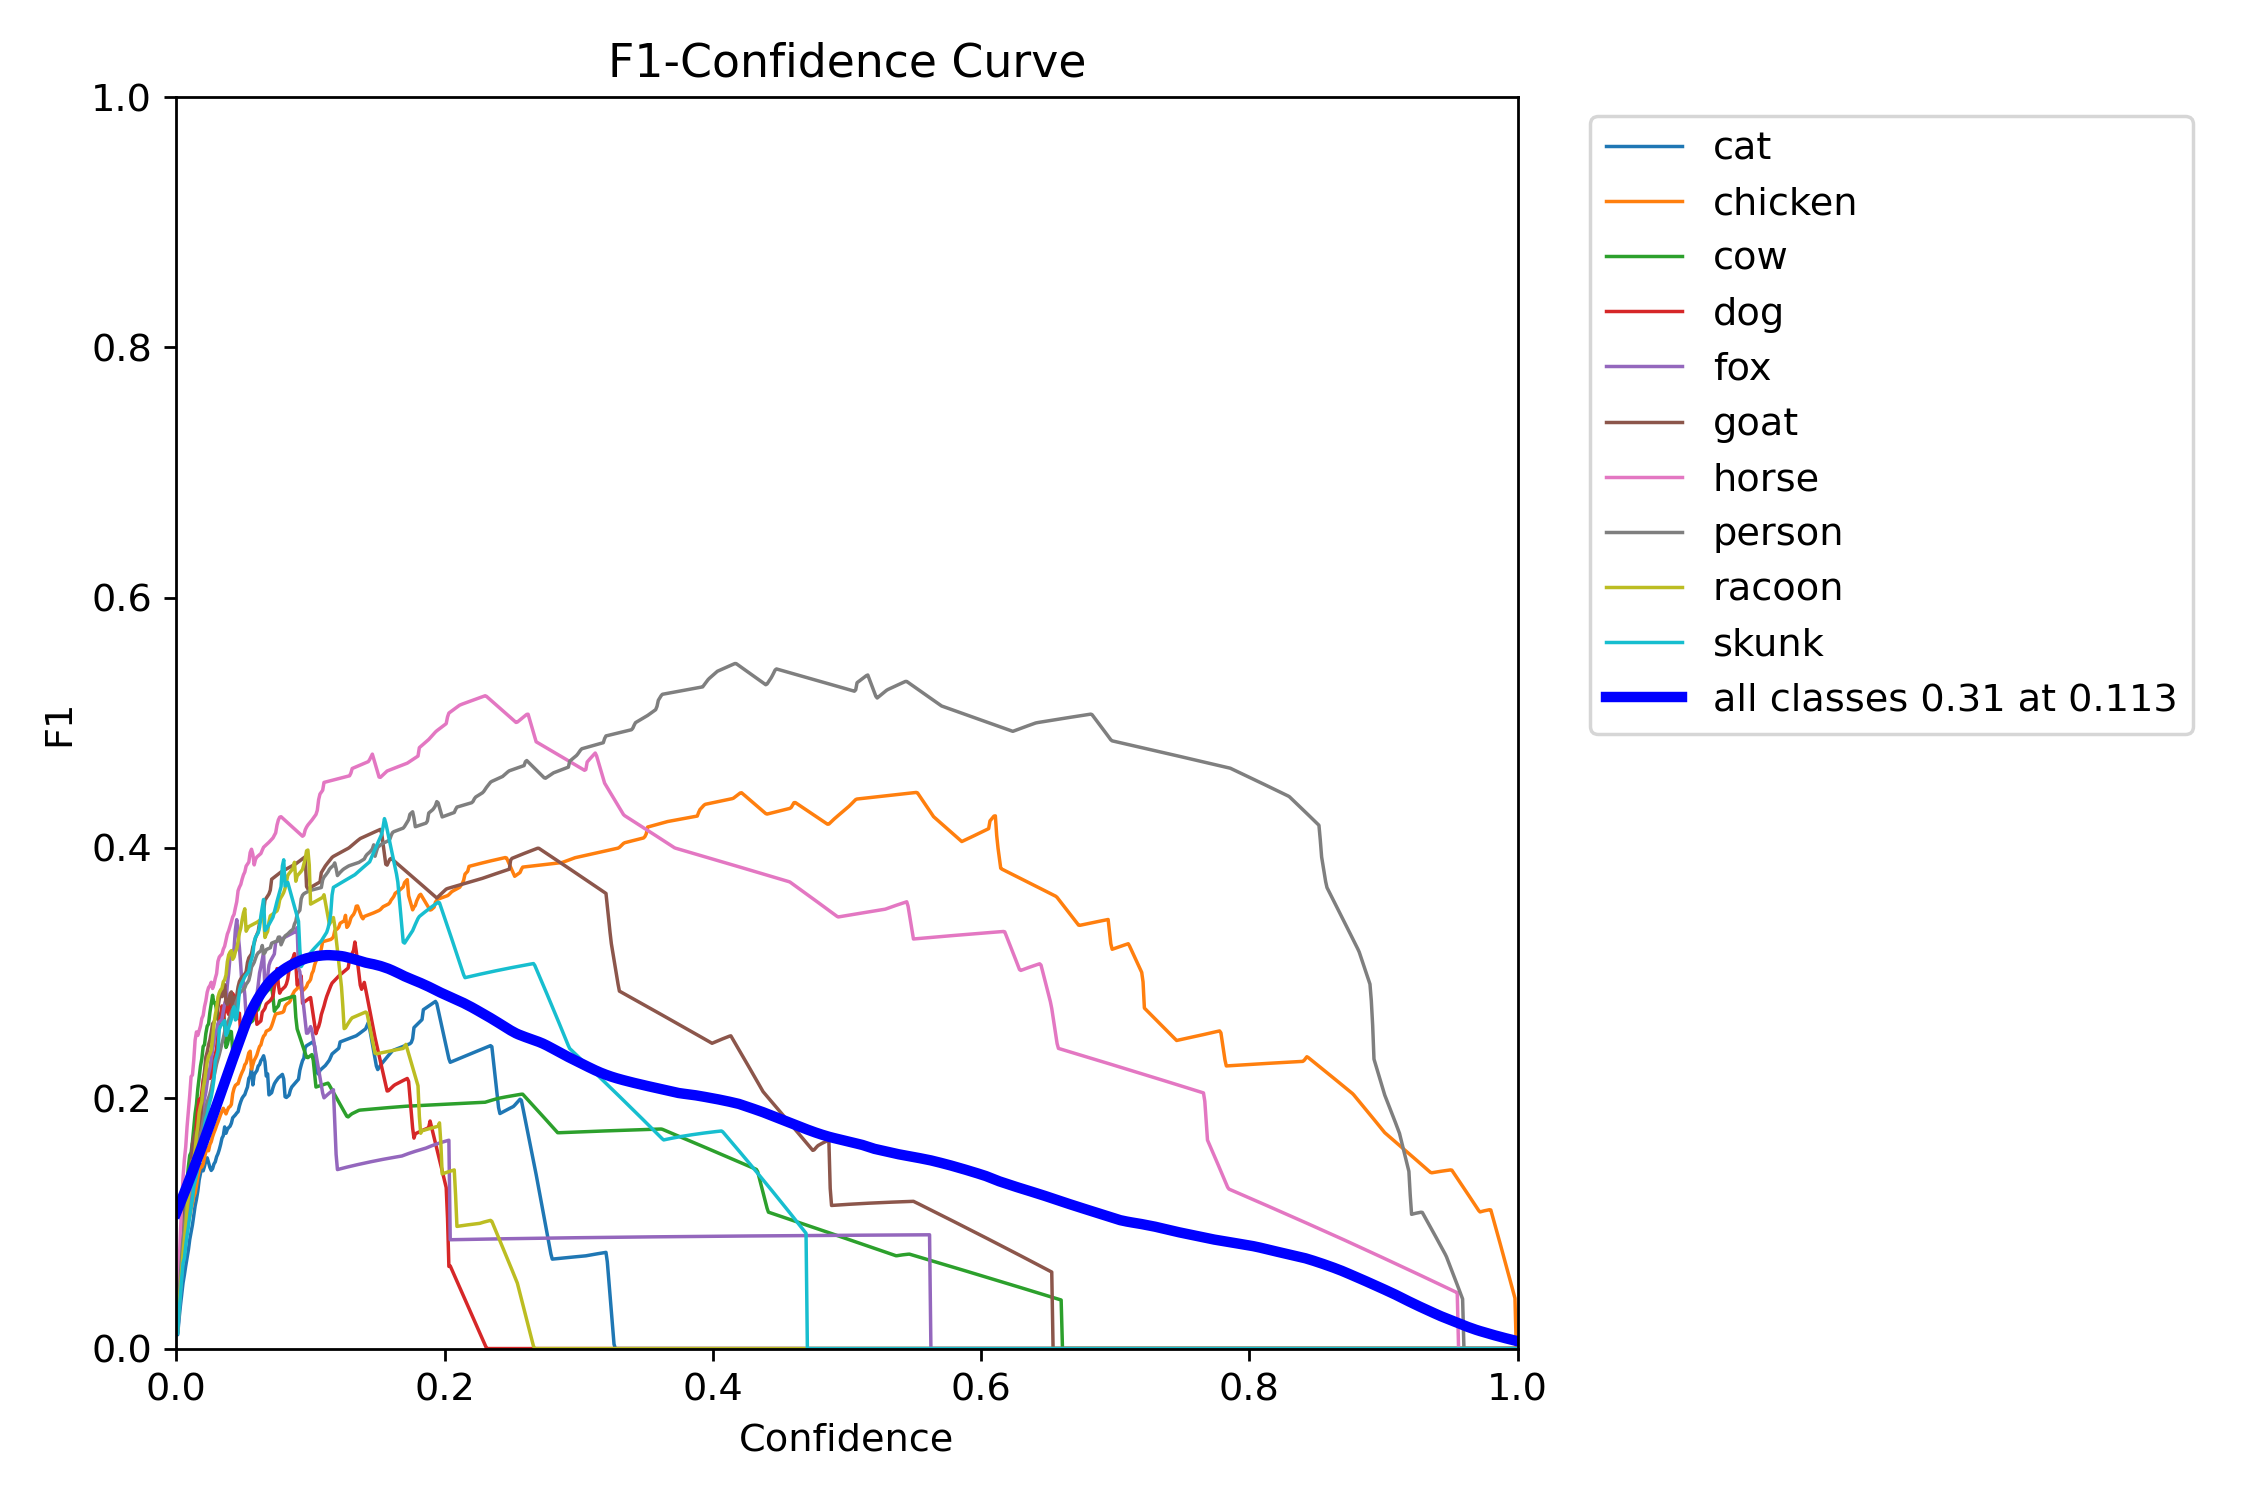 F1-Confidence Curve
1.0
0.8
0.6
0.4
0.2
0.0
F1
0.0 0.2 0.4 0.6 0.8 1.0
Confidence
cat
chicken
cow
dog
fox
goat
horse
person
racoon
skunk
all classes 0.31 at 0.113